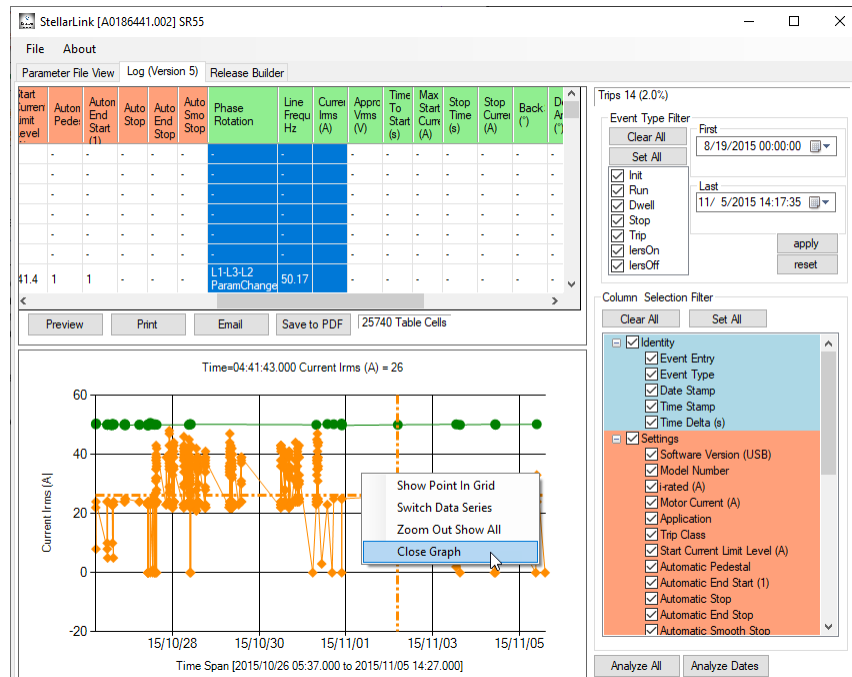 StellarLink [A0186441.002] SR55
File About
Parameter File View Log (Version 5) Release Builder
Start Current Limit Level
Auton Pedes
Auton End Start (1)
Auto Stop
Auto End Stop
Auto Smo Stop
Phase Rotation
Line Frequ Hz
Curre Irms (A)
Appro Vrms (V)
Time To Start (s)
Max Start Curre (A)
Stop Time (s)
Stop Currer (A)
Back (°)
41.4 1 1 - - - L1-L3-L2 ParamChange 50.17 - - - - - - -
Preview Print Email Save to PDF 25740 Table Cells
Time=04:41:43.000 Current Irms (A) = 26
Current Irms [A]
60
40
20
0
-20
15/10/28 15/10/30 15/11/01 15/11/03 15/11/05
Time Span [2015/10/26 05:37.000 to 2015/11/05 14:27.000]
Show Point In Grid
Switch Data Series
Zoom Out Show All
Close Graph
Trips 14 (2.0%)
Event Type Filter
Clear All
Set All
Init
Run
Dwell
Stop
Trip
IersOn
IersOff
First
8/19/2015 00:00:00
Last
11/ 5/2015 14:17:35
apply
reset
Column Selection Filter
Clear All Set All
Identity
Event Entry
Event Type
Date Stamp
Time Stamp
Time Delta (s)
Settings
Software Version (USB)
Model Number
i-rated (A)
Motor Current (A)
Application
Trip Class
Start Current Limit Level (A)
Automatic Pedestal
Automatic End Start (1)
Automatic Stop
Automatic End Stop
Automatic Smooth Stop
Analyze All Analyze Dates